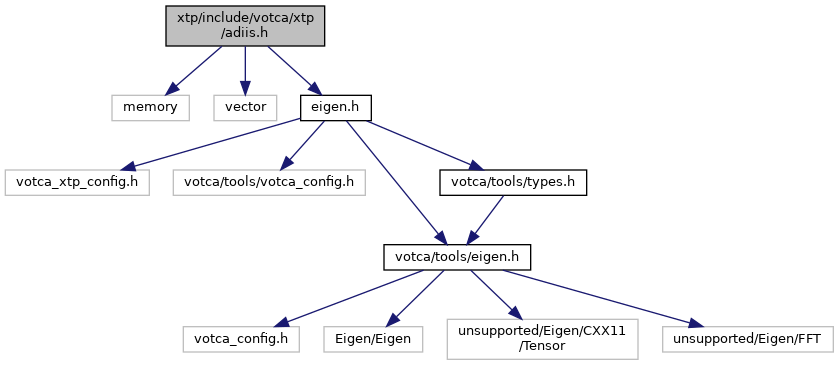 xtp/include/votca/xtp
/adiis.h
memory
vector
eigen.h
votca_xtp_config.h
votca/tools/votca_config.h
votca/tools/types.h
votca/tools/eigen.h
votca_config.h
Eigen/Eigen
unsupported/Eigen/CXX11
/Tensor
unsupported/Eigen/FFT